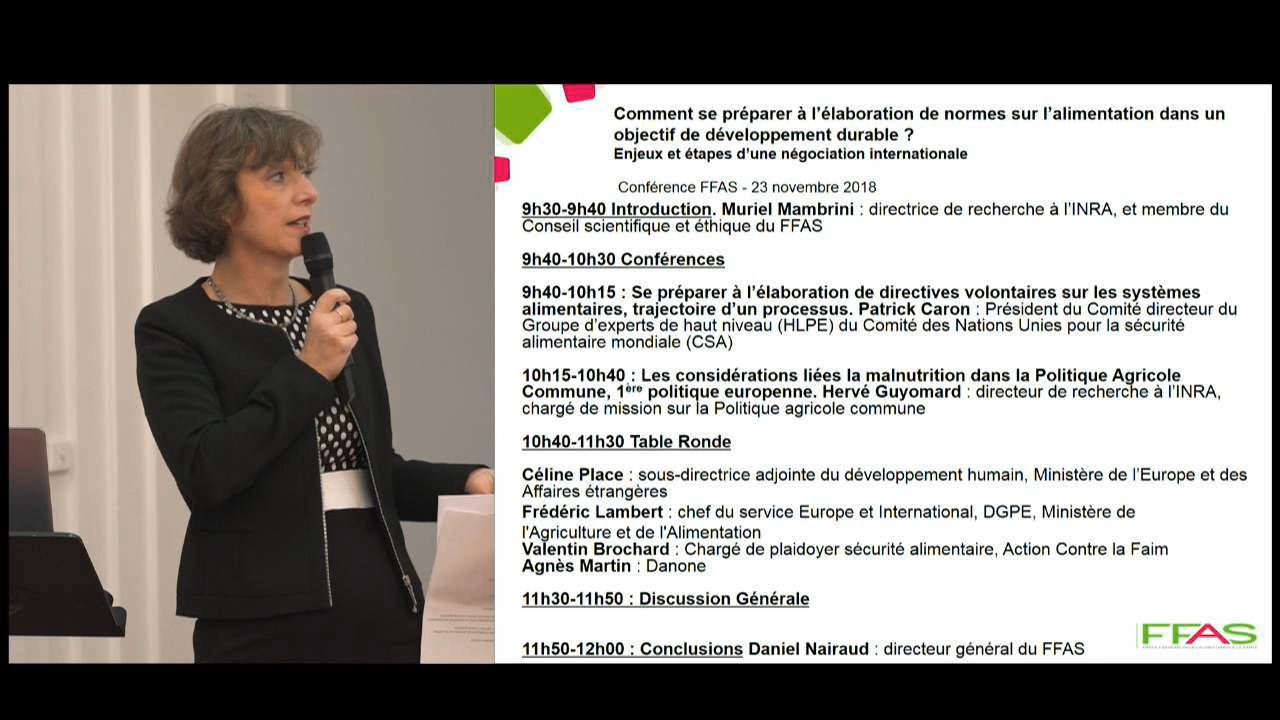 Comment se préparer à l'élaboration de normes sur l'alimentation dans un
objectif de développement durable ?
Enjeux et étapes d'une négociation internationale
Conférence FFAS - 23 novembre 2018
9h30-9h40 Introduction. Muriel Mambrini : directrice de recherche à l'INRA, et membre du
Conseil scientifique et éthique du FFAS
9h40-10h30 Conférences
9h40-10h15 : Se préparer à l'élaboration de directives volontaires sur les systèmes
alimentaires, trajectoire d'un processus. Patrick Caron : Président du Comité directeur du
Groupe d'experts de haut niveau (HLPE) du Comité des Nations Unies pour la sécurité
alimentaire mondiale (CSA)
10h15-10h40 : Les considérations liées la malnutrition dans la Politique Agricole
Commune, 1ère politique europenne. Hervé Guyomard : directeur de recherche à l'INRA,
chargé de mission sur la Politique agricole commune
10h40-11h30 Table Ronde
Céline Place : sous-directrice adjointe du développement humain, Ministère de l'Europe et des
Affaires étrangères
Frédéric Lambert : chef du service Europe et International, DGPE, Ministère de
l'Agriculture et de l'Alimentation
Valentin Brochard : Chargé de plaidoyer sécurité alimentaire, Action Contre la Faim
Agnès Martin : Danone
11h30-11h50 : Discussion Générale
11h50-12h00 : Conclusions Daniel Nairaud : directeur général du FFAS
FFAS